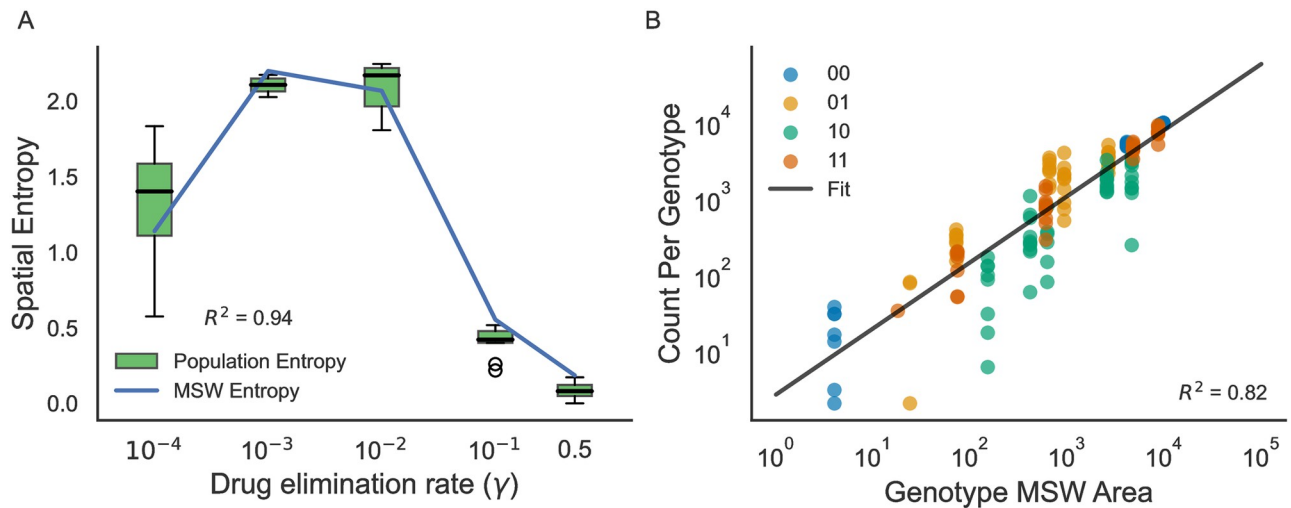 A
Spatial Entropy
2.0
1.5
1.0
0.5
0.0
R² = 0.94
Population Entropy
MSW Entropy
10⁻⁴
10⁻³
10⁻²
10⁻¹
0.5
Drug elimination rate (γ)
B
Count Per Genotype
10⁴
10³
10²
10¹
00
01
10
11
Fit
R² = 0.82
10⁰
10¹
10²
10³
10⁴
10⁵
Genotype MSW Area